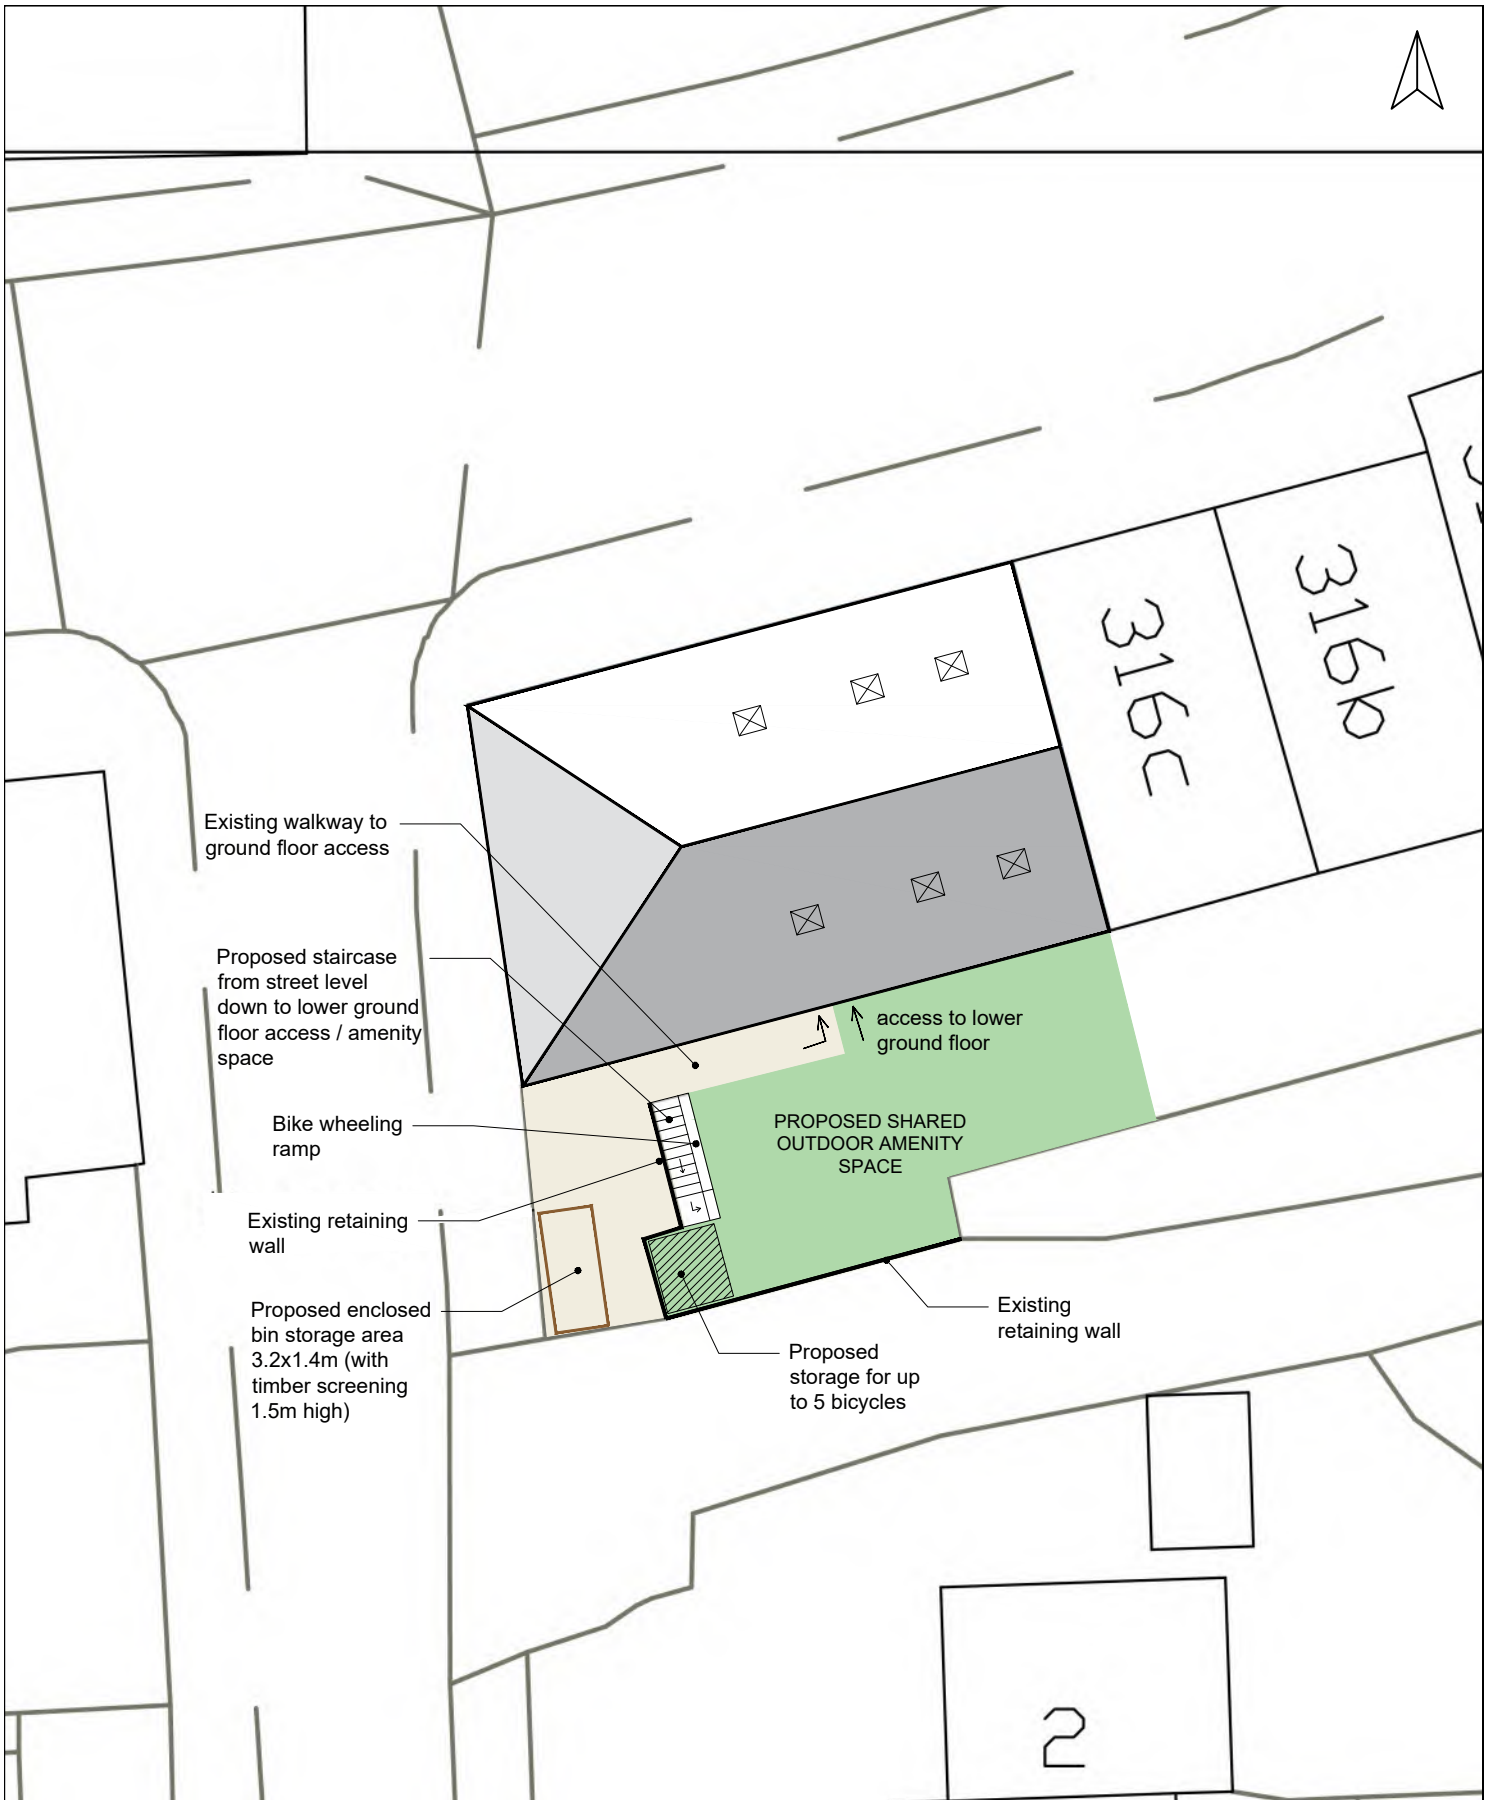 316c
316b
Existing walkway to
ground floor access
Proposed staircase
from street level
down to lower ground
floor access / amenity
space
access to lower
ground floor
Bike wheeling
ramp
PROPOSED SHARED
OUTDOOR AMENITY
SPACE
Existing retaining
wall
Proposed enclosed
bin storage area
3.2x1.4m (with
timber screening
1.5m high)
Existing
retaining wall
Proposed
storage for up
to 5 bicycles
2